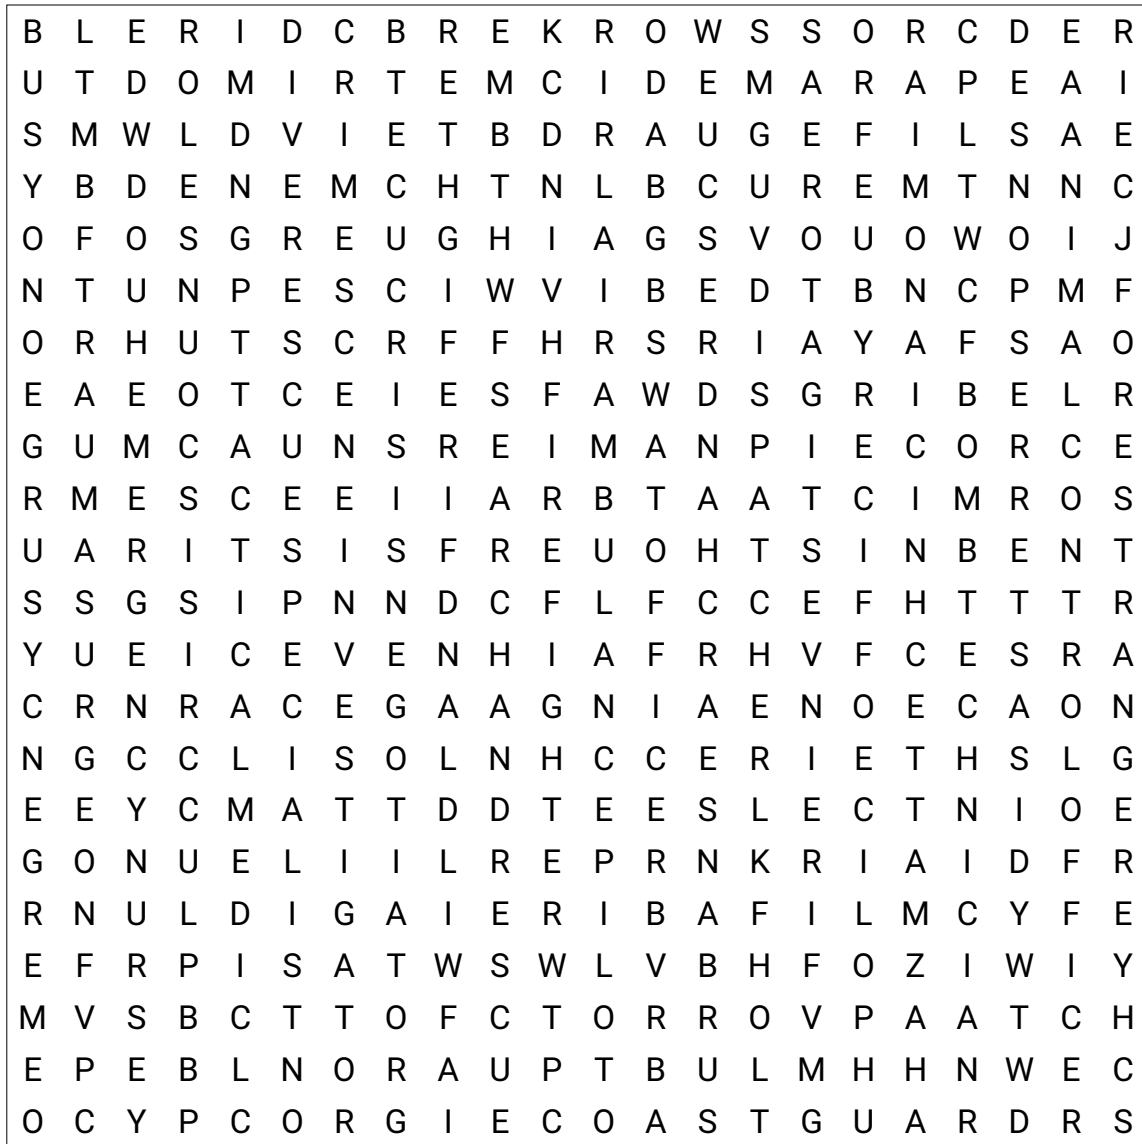 B L E R I D C B R E K R O W S S O R C D E R
U T D O M I R T E M C I D E M A R A P E A I
S M W L D V I E T B D R A U G E F I L S A E
Y B D E N E M C H T N L B C U R E M T N N C
O F O S G R E U G H I A G S V O U O W O I J
N T U N P E S C I W V I B E D T B N C P M F
O R H U T S C R F F H R S R I A Y A F S A O
E A E O T C E I E S F A W D S G R I B E L R
G U M C A U N S R E I M A N P I E C O R C E
R M E S C E E I I A R B T A A T C I M R O S
U A R I T S I S F R E U O H T S I N B E N T
S S G S I P N N D C F L F C C E F H T T T R
Y U E I C E V E N H I A F R H V F C E S R A
C R N R A C E G A A G N I A E N O E C A O N
N G C C L I S O L N H C C E R I E T H S L G
E E Y C M A T T D D T E E S L E C T N I O E
G O N U E L I I L R E P R N K R I A I D F R
R N U L D I G A I E R I B A F I L M C Y F E
E F R P I S A T W S W L V B H F O Z I W I Y
M V S B C T T O F C T O R R O V P A A T C H
E P E B L N O R A U P T B U L M H H N W E C
O C Y P C O R G I E C O A S T G U A R D R S